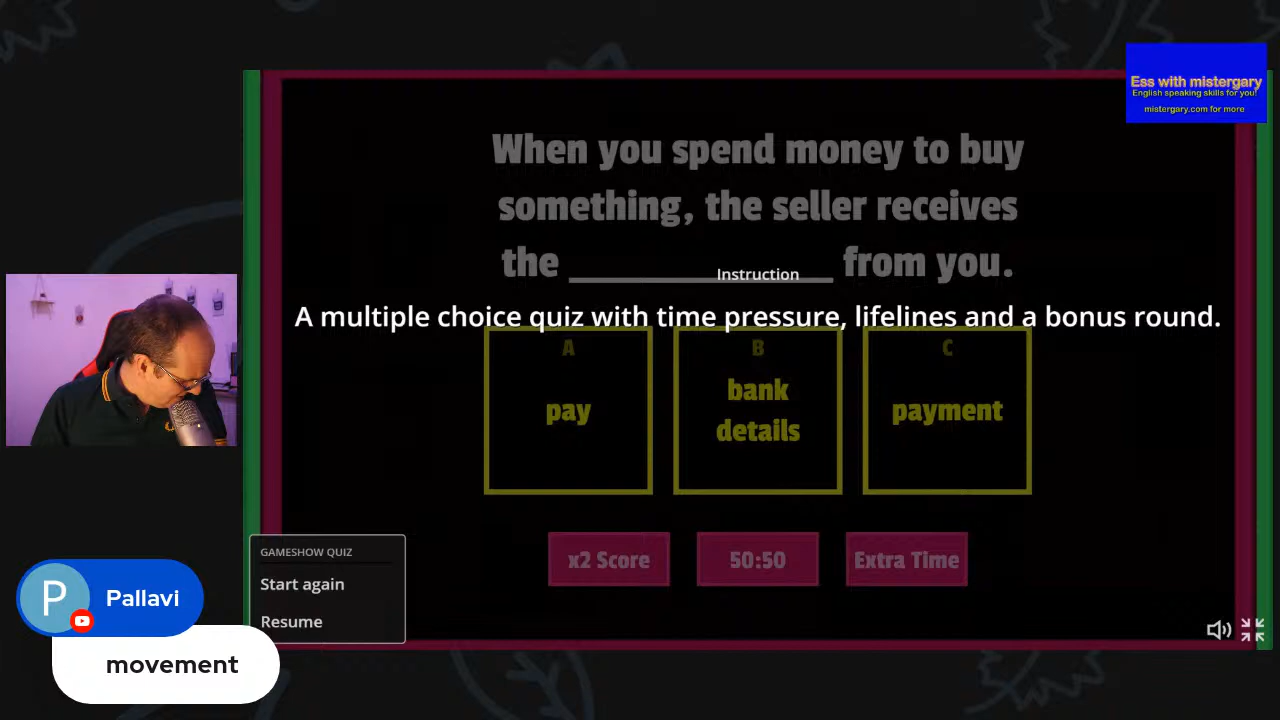 Ess with mistergary
English speaking skills for you!
mistergary.com for more
When you spend money to buy
something, the seller receives
the ____________ from you.
Instruction
A multiple choice quiz with time pressure, lifelines and a bonus round.
A
pay
B
bank
details
C
payment
x2 Score
50:50
Extra Time
GAMESHOW QUIZ
Start again
Resume
P
Pallavi
movement